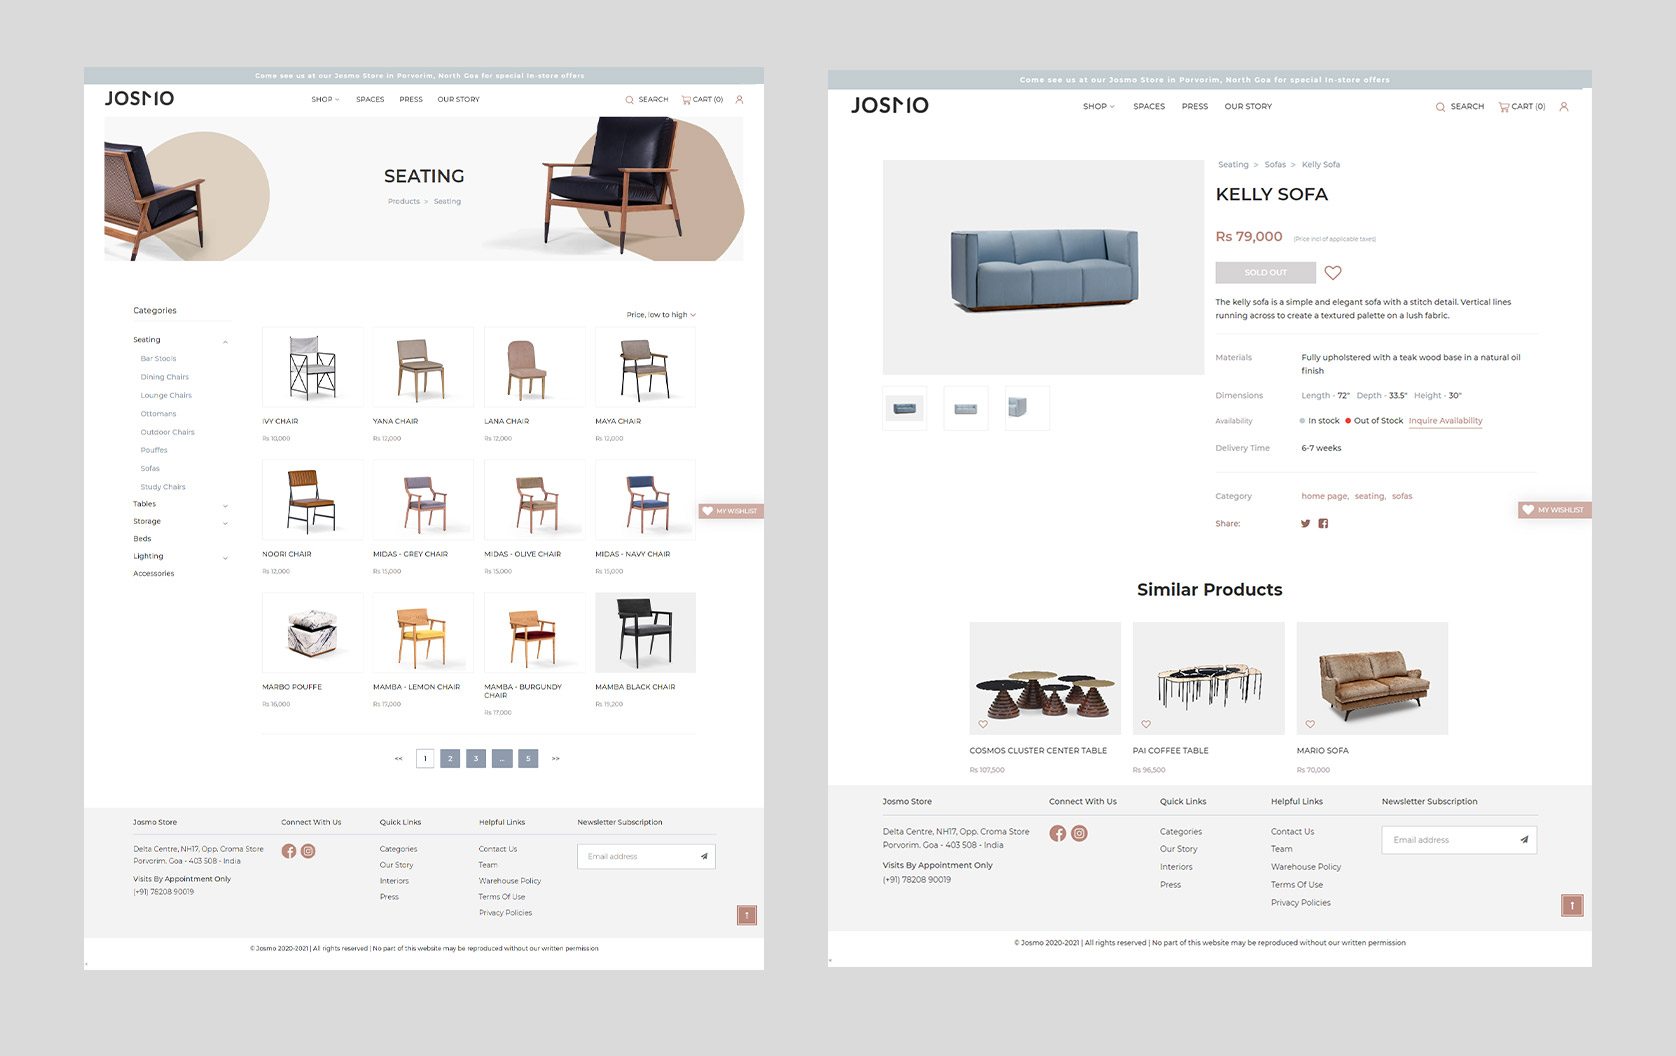 Come see us at our Josmo Store in Porvorim, North Goa for special In-store offers
JOSMO
SHOP SPACES PRESS OUR STORY
SEARCH CART (0)
SEATING
Products > Seating
Categories
Seating
Bar Stools
Dining Chairs
Lounge Chairs
Ottomans
Outdoor Chairs
Pouffes
Sofas
Study Chairs
Tables
Storage
Beds
Lighting
Accessories
Price, low to high
IVY CHAIR
Rs 10,000
YANA CHAIR
Rs 12,000
LANA CHAIR
Rs 12,000
MAYA CHAIR
Rs 12,000
NOORI CHAIR
Rs 12,000
MIDAS - GREY CHAIR
Rs 15,000
MIDAS - OLIVE CHAIR
Rs 15,000
MIDAS - NAVY CHAIR
Rs 15,000
MARBO POUFFE
Rs 16,000
MAMBA - LEMON CHAIR
Rs 17,000
MAMBA - BURGUNDY
CHAIR
Rs 17,000
MAMBA BLACK CHAIR
Rs 19,200
MY WISHLIST
<< 1 2 3 ... 5 >>
Josmo Store
Delta Centre, NH17, Opp. Croma Store
Porvorim. Goa - 403 508 - India
Visits By Appointment Only
(+91) 78208 90019
Connect With Us
Quick Links
Categories
Our Story
Interiors
Press
Helpful Links
Contact Us
Team
Warehouse Policy
Terms Of Use
Privacy Policies
Newsletter Subscription
Email address
© Josmo 2020-2021 | All rights reserved | No part of this website may be reproduced without our written permission
Come see us at our Josmo Store in Porvorim, North Goa for special In-store offers
JOSMO
SHOP SPACES PRESS OUR STORY
SEARCH CART (0)
Seating > Sofas > Kelly Sofa
KELLY SOFA
Rs 79,000 (Price incl of applicable taxes)
SOLD OUT
The kelly sofa is a simple and elegant sofa with a stitch detail. Vertical lines
running across to create a textured palette on a lush fabric.
Materials Fully upholstered with a teak wood base in a natural oil
finish
Dimensions Length - 72" Depth - 33.5" Height - 30"
Availability In stock Out of Stock Inquire Availability
Delivery Time 6-7 weeks
Category home page, seating, sofas
Share:
MY WISHLIST
Similar Products
COSMOS CLUSTER CENTER TABLE
Rs 107,500
PAI COFFEE TABLE
Rs 96,500
MARIO SOFA
Rs 70,000
Josmo Store
Delta Centre, NH17, Opp. Croma Store
Porvorim. Goa - 403 508 - India
Visits By Appointment Only
(+91) 78208 90019
Connect With Us
Quick Links
Categories
Our Story
Interiors
Press
Helpful Links
Contact Us
Team
Warehouse Policy
Terms Of Use
Privacy Policies
Newsletter Subscription
Email address
© Josmo 2020-2021 | All rights reserved | No part of this website may be reproduced without our written permission